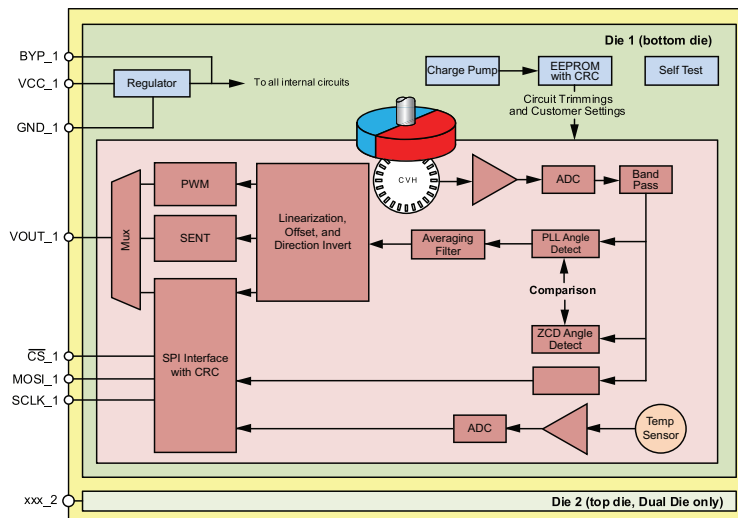 Die 1 (bottom die)
BYP_1
VCC_1
GND_1
Regulator
To all internal circuits
Charge Pump
EEPROM
with CRC
Self Test
Circuit Trimmings
and Customer Settings
CVH
ADC
Band
Pass
PWM
SENT
Mux
VOUT_1
Linearization,
Offset, and
Direction Invert
Averaging
Filter
PLL Angle
Detect
Comparison
ZCD Angle
Detect
SPI Interface
with CRC
CS_1
MOSI_1
SCLK_1
ADC
Temp
Sensor
xxx_2
Die 2 (top die, Dual Die only)